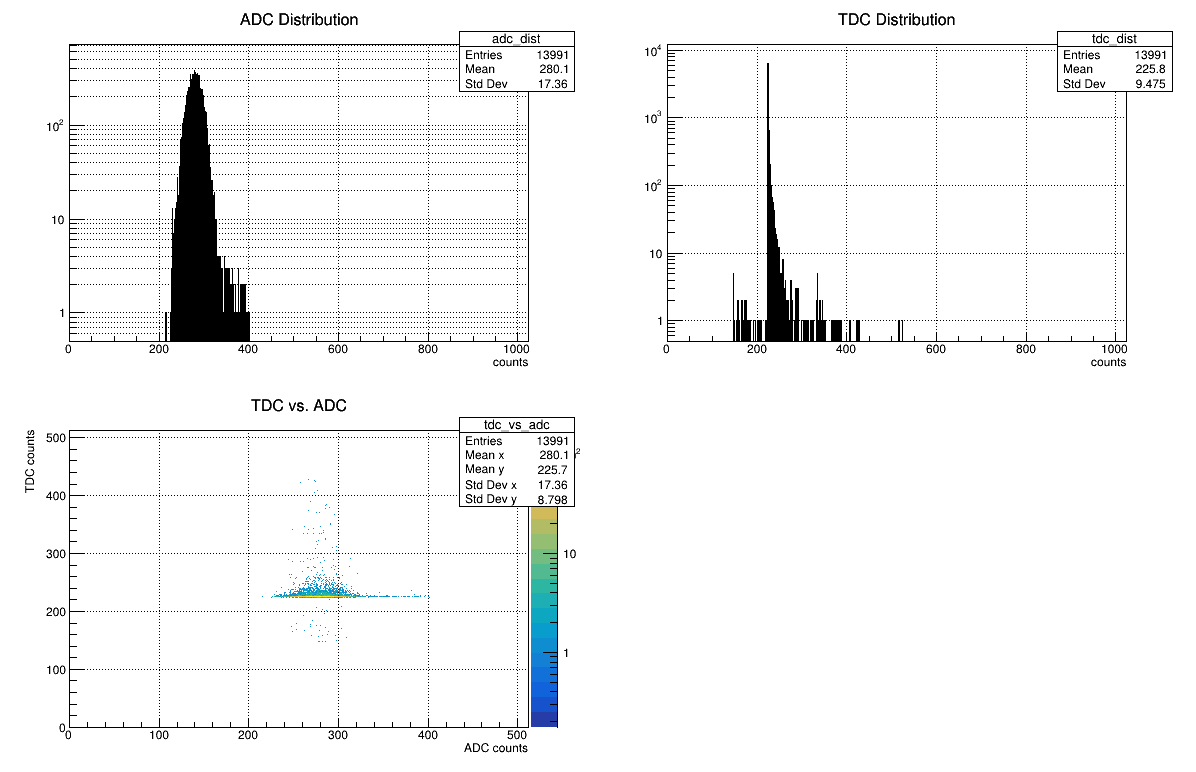 ADC Distribution
adc_dist
Entries 13991
Mean 280.1
Std Dev 17.36
10²
10
1
0 200 400 600 800 1000
counts
TDC Distribution
tdc_dist
Entries 13991
Mean 225.8
Std Dev 9.475
10⁴
10³
10²
10
1
0 200 400 600 800 1000
counts
TDC vs. ADC
tdc_vs_adc
Entries 13991
Mean x 280.1
Mean y 225.7
Std Dev x 17.36
Std Dev y 8.798
TDC counts
500
400
300
200
100
0
0 100 200 300 400 500
ADC counts
2
10
1